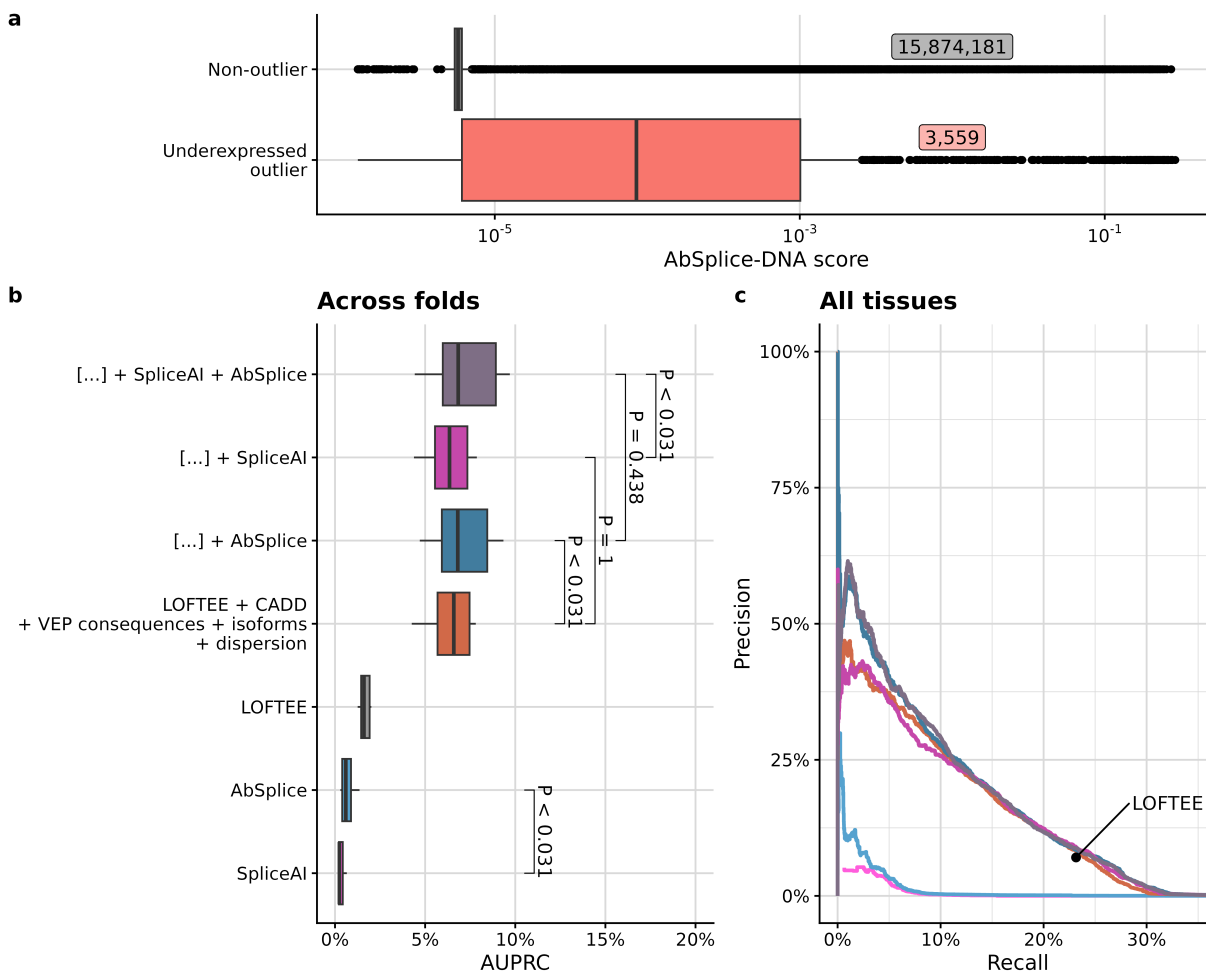 a
Non-outlier
15,874,181
Underexpressed
outlier
3,559
10-5
10-3
10-1
AbSplice-DNA score
b
Across folds
[...] + SpliceAI + AbSplice
[...] + SpliceAI
[...] + AbSplice
LOFTEE + CADD
+ VEP consequences + isoforms
+ dispersion
LOFTEE
AbSplice
SpliceAI
P < 0.031
P = 0.438
P = 1
P < 0.031
P < 0.031
0%
5%
10%
15%
20%
AUPRC
c
All tissues
Precision
100%
75%
50%
25%
0%
LOFTEE
0%
10%
20%
30%
Recall